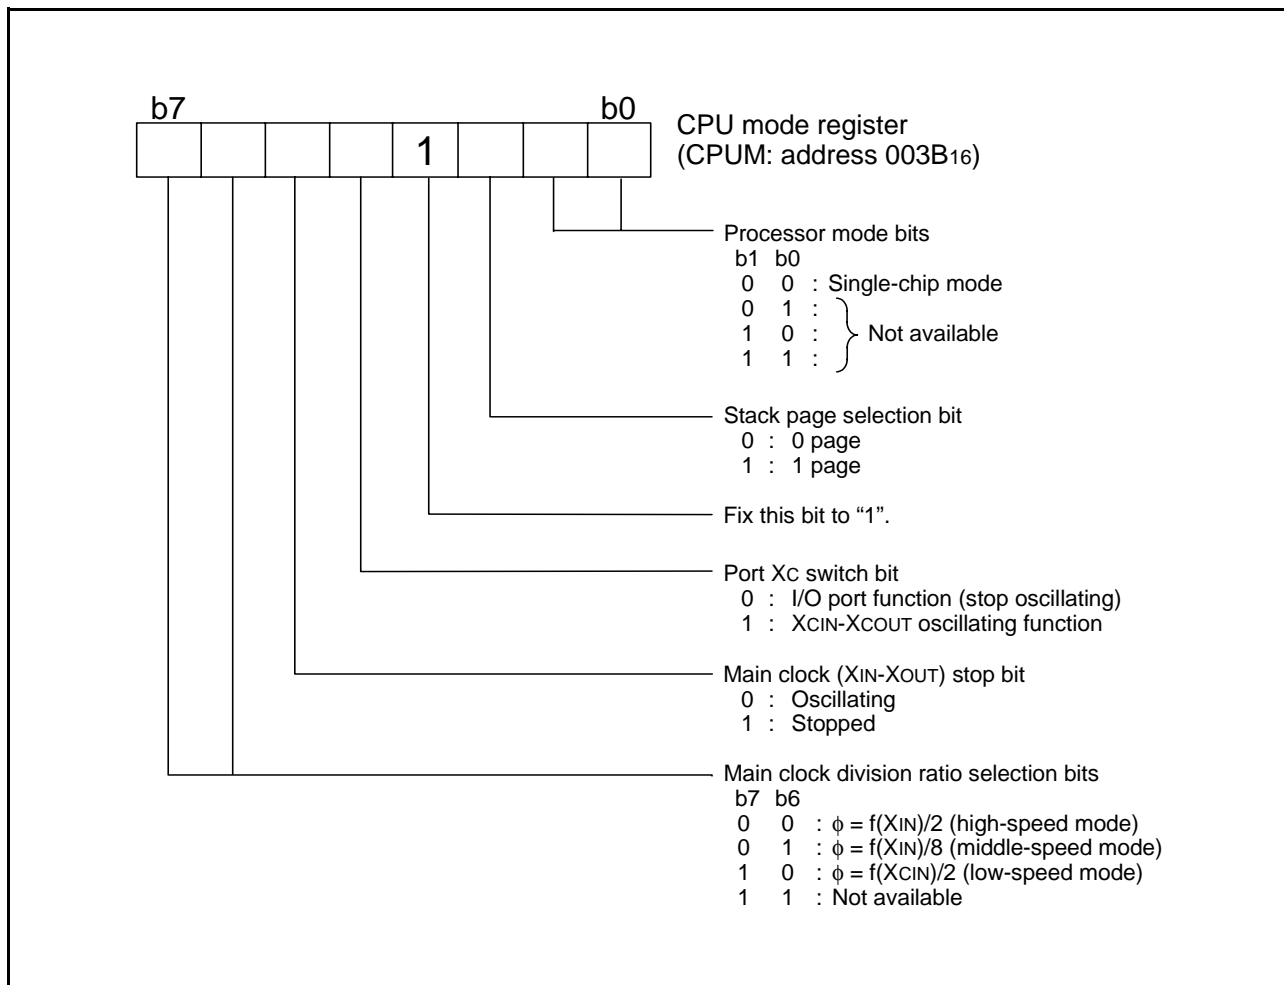 b7 b0
CPU mode register
(CPUM: address 003B16)
1
Processor mode bits
b1 b0
0 0 : Single-chip mode
0 1 :
1 0 : Not available
1 1 :
Stack page selection bit
0 : 0 page
1 : 1 page
Fix this bit to “1”.
Port XC switch bit
0 : I/O port function (stop oscillating)
1 : XCIN-XCOUT oscillating function
Main clock (XIN-XOUT) stop bit
0 : Oscillating
1 : Stopped
Main clock division ratio selection bits
b7 b6
0 0 : ϕ = f(XIN)/2 (high-speed mode)
0 1 : ϕ = f(XIN)/8 (middle-speed mode)
1 0 : ϕ = f(XCIN)/2 (low-speed mode)
1 1 : Not available